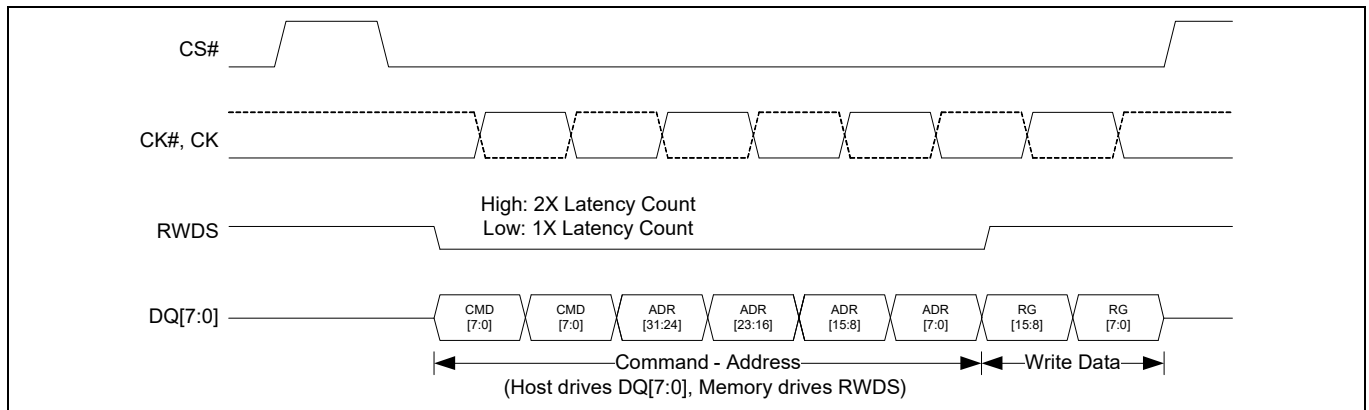 CS#
CK#, CK
High: 2X Latency Count
Low: 1X Latency Count
RWDS
DQ[7:0]
CMD [7:0]
CMD [7:0]
ADR [31:24]
ADR [23:16]
ADR [15:8]
ADR [7:0]
RG [15:8]
RG [7:0]
Command - Address
Write Data
(Host drives DQ[7:0], Memory drives RWDS)